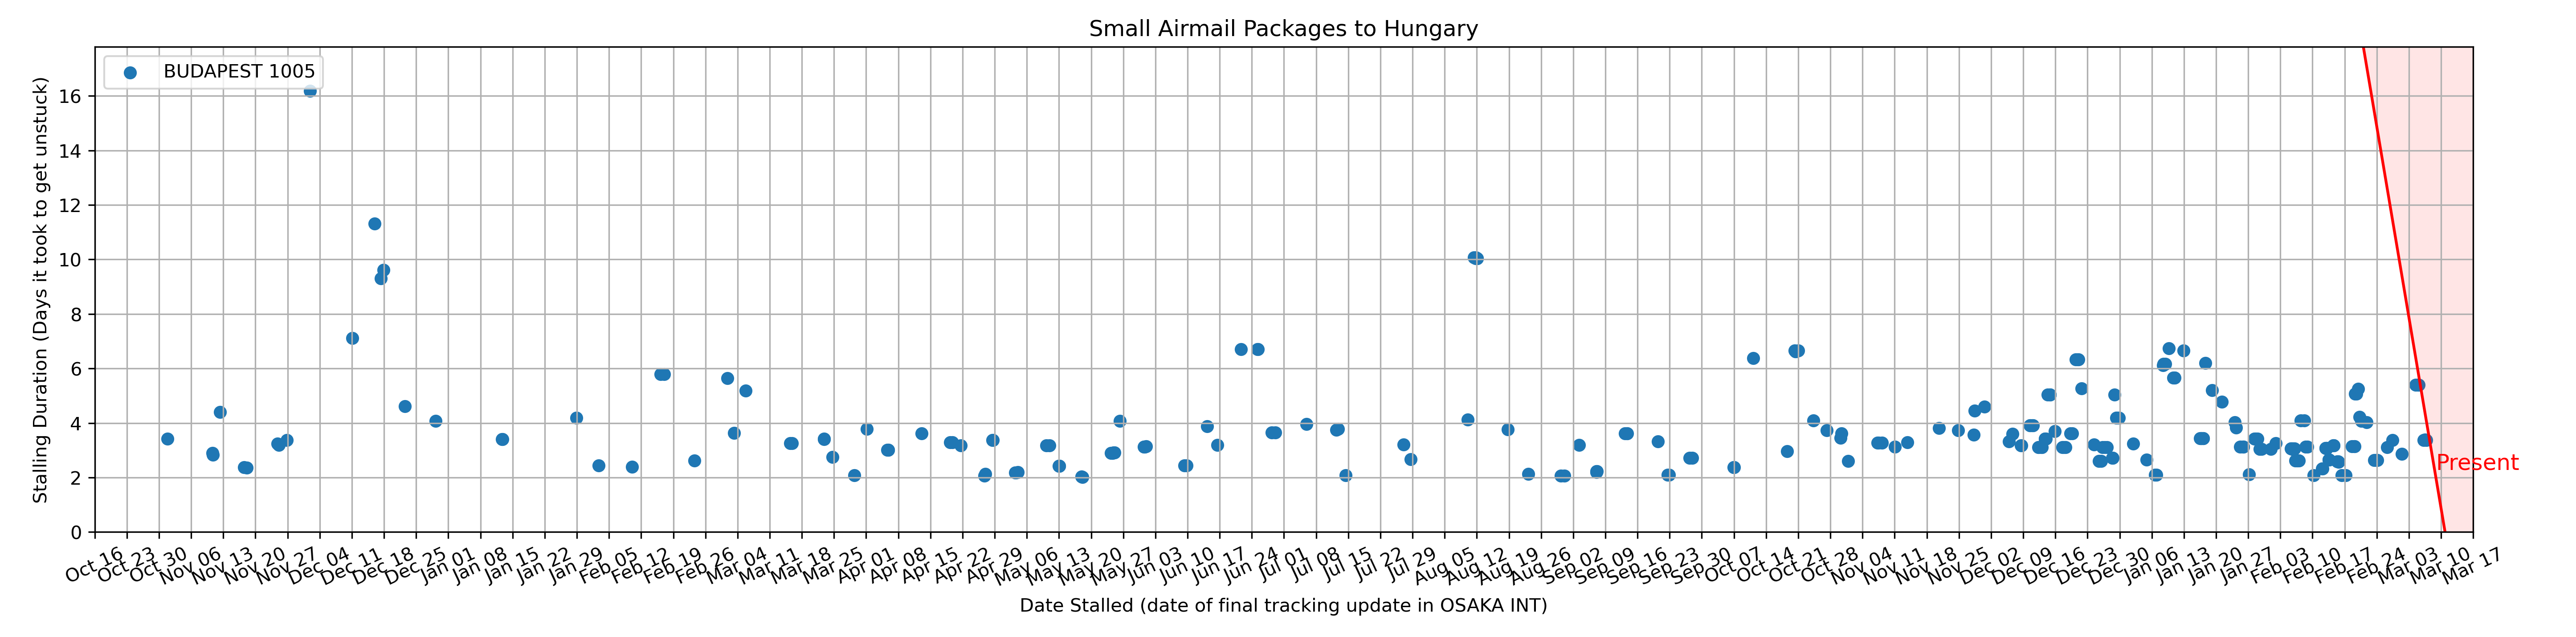 Small Airmail Packages to Hungary
BUDAPEST 1005
Stalling Duration (Days it took to get unstuck)
16
14
12
10
8
6
4
2
0
Present
Oct 16
Oct 23
Oct 30
Nov 06
Nov 13
Nov 20
Nov 27
Dec 04
Dec 11
Dec 18
Dec 25
Jan 01
Jan 08
Jan 15
Jan 22
Jan 29
Feb 05
Feb 12
Feb 19
Feb 26
Mar 04
Mar 11
Mar 18
Mar 25
Apr 01
Apr 08
Apr 15
Apr 22
Apr 29
May 06
May 13
May 20
May 27
Jun 03
Jun 10
Jun 17
Jun 24
Jul 01
Jul 08
Jul 15
Jul 22
Jul 29
Aug 05
Aug 12
Aug 19
Aug 26
Sep 02
Sep 09
Sep 16
Sep 23
Sep 30
Oct 07
Oct 14
Oct 21
Oct 28
Nov 04
Nov 11
Nov 18
Nov 25
Dec 02
Dec 09
Dec 16
Dec 23
Dec 30
Jan 06
Jan 13
Jan 20
Jan 27
Feb 03
Feb 10
Feb 17
Feb 24
Mar 03
Mar 10
Mar 17
Date Stalled (date of final tracking update in OSAKA INT)